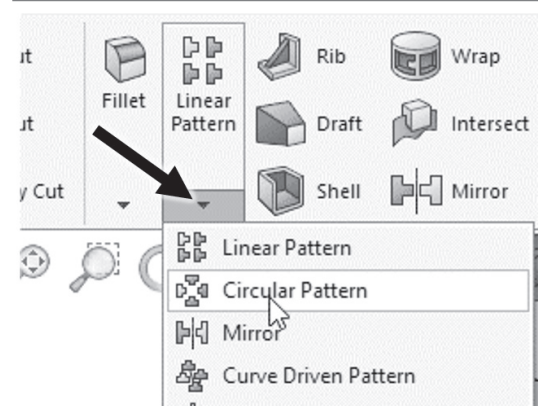 ut
ut
y Cut
Fillet
Linear
Pattern
Rib
Draft
Shell
Wrap
Intersect
Mirror
Linear Pattern
Circular Pattern
Mirror
Curve Driven Pattern